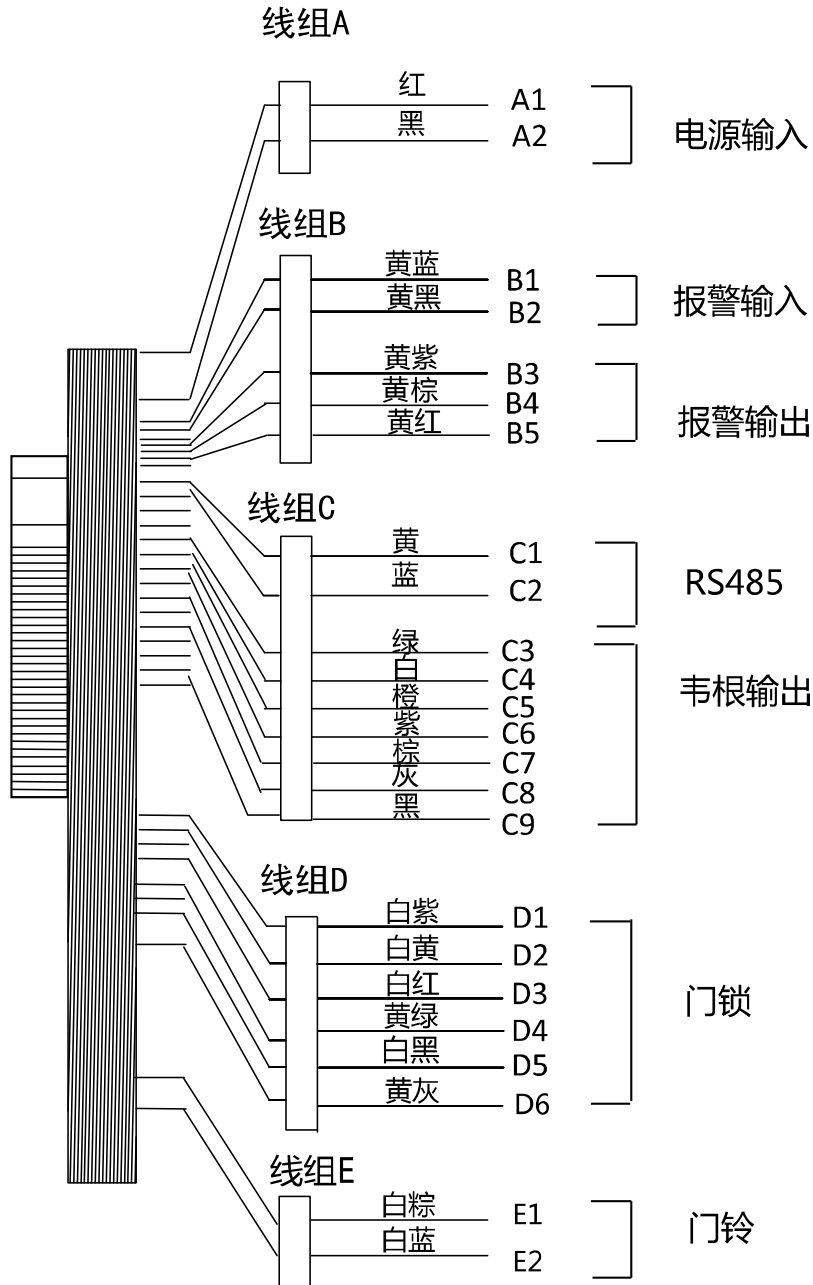 线组A
红 A1
黑 A2
电源输入
线组B
黄蓝 B1
黄黑 B2
报警输入
黄紫 B3
黄棕 B4
黄红 B5
报警输出
线组C
黄 C1
蓝 C2
RS485
绿 C3
白 C4
橙 C5
紫 C6
棕 C7
灰 C8
黑 C9
韦根输出
线组D
白紫 D1
白黄 D2
白红 D3
黄绿 D4
白黑 D5
黄灰 D6
门锁
线组E
白粽 E1
白蓝 E2
门铃